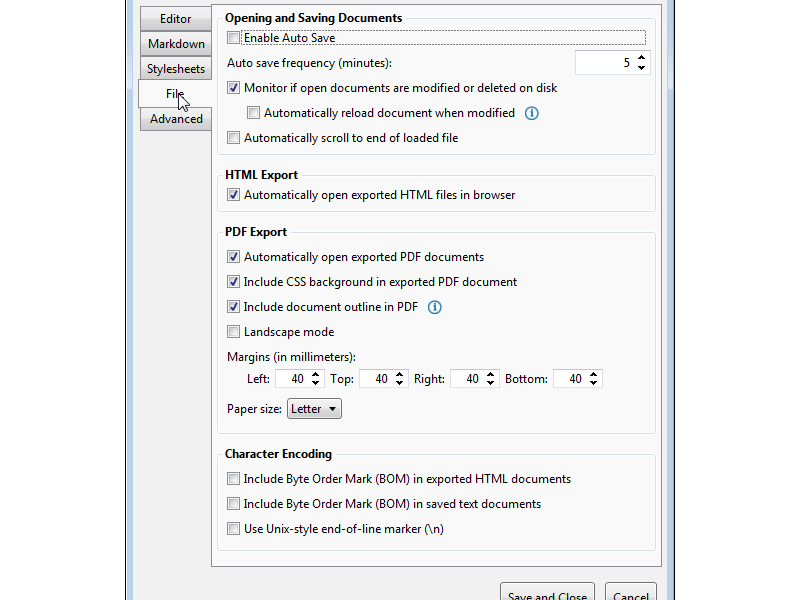 Editor
Markdown
Stylesheets
File
Advanced
Opening and Saving Documents
Enable Auto Save
Auto save frequency (minutes): 5
Monitor if open documents are modified or deleted on disk
Automatically reload document when modified
Automatically scroll to end of loaded file
HTML Export
Automatically open exported HTML files in browser
PDF Export
Automatically open exported PDF documents
Include CSS background in exported PDF document
Include document outline in PDF
Landscape mode
Margins (in millimeters):
Left: 40 Top: 40 Right: 40 Bottom: 40
Paper size: Letter
Character Encoding
Include Byte Order Mark (BOM) in exported HTML documents
Include Byte Order Mark (BOM) in saved text documents
Use Unix-style end-of-line marker (\n)
Save and Close Cancel